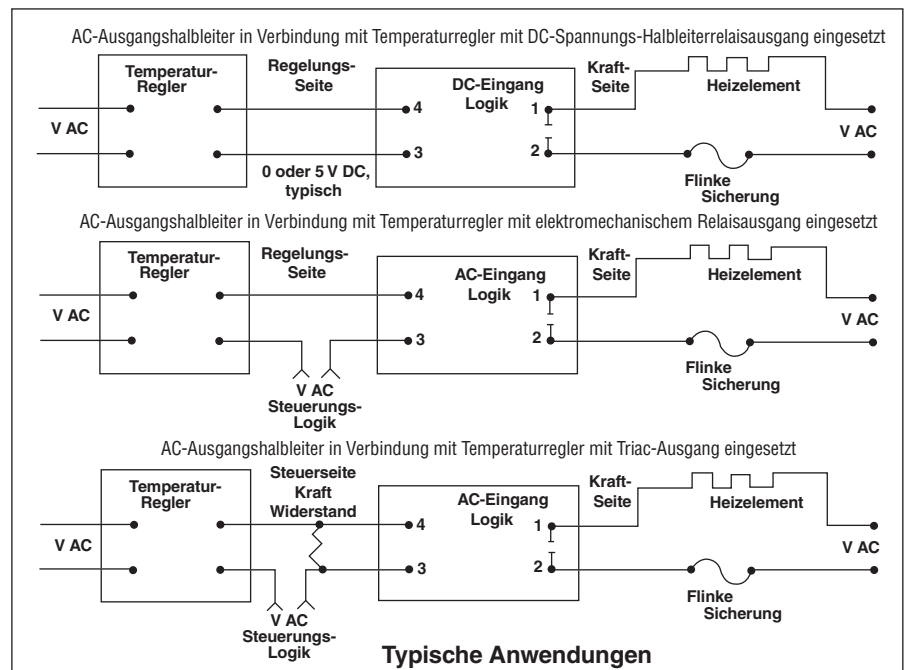 AC-Ausgangshalbleiter in Verbindung mit Temperaturregler mit DC-Spannungs-Halbleiterrelaisausgang eingesetzt
Temperatur-
Regler
Regelungs-
Seite
DC-Eingang
Logik
Kraft-
Seite
Heizelement
4
1
V AC
V AC
3
2
0 oder 5 V DC,
typisch
Flinke
Sicherung
AC-Ausgangshalbleiter in Verbindung mit Temperaturregler mit elektromechanischem Relaisausgang eingesetzt
Temperatur-
Regler
Regelungs-
Seite
AC-Eingang
Logik
Kraft-
Seite
Heizelement
4
1
V AC
V AC
3
2
V AC
Steuerungs-
Logik
Flinke
Sicherung
AC-Ausgangshalbleiter in Verbindung mit Temperaturregler mit Triac-Ausgang eingesetzt
Temperatur-
Regler
Steuerseite
Kraft
Widerstand
AC-Eingang
Logik
Kraft-
Seite
Heizelement
4
1
V AC
V AC
3
2
V AC
Steuerungs-
Logik
Flinke
Sicherung
Typische Anwendungen